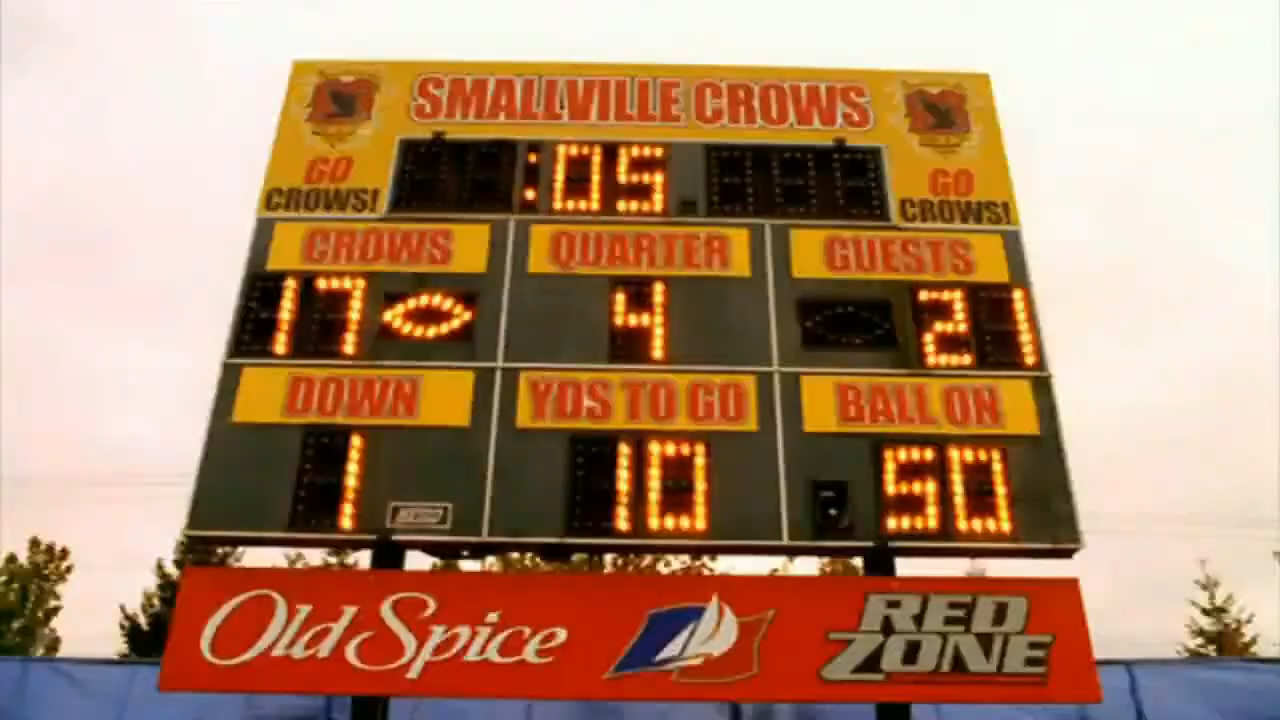 SMALLVILLE CROWS
GO CROWS!
:05
GO CROWS!
CROWS QUARTER GUESTS
17 4 21
DOWN YDS TO GO BALL ON
1 10 50
Old Spice RED ZONE